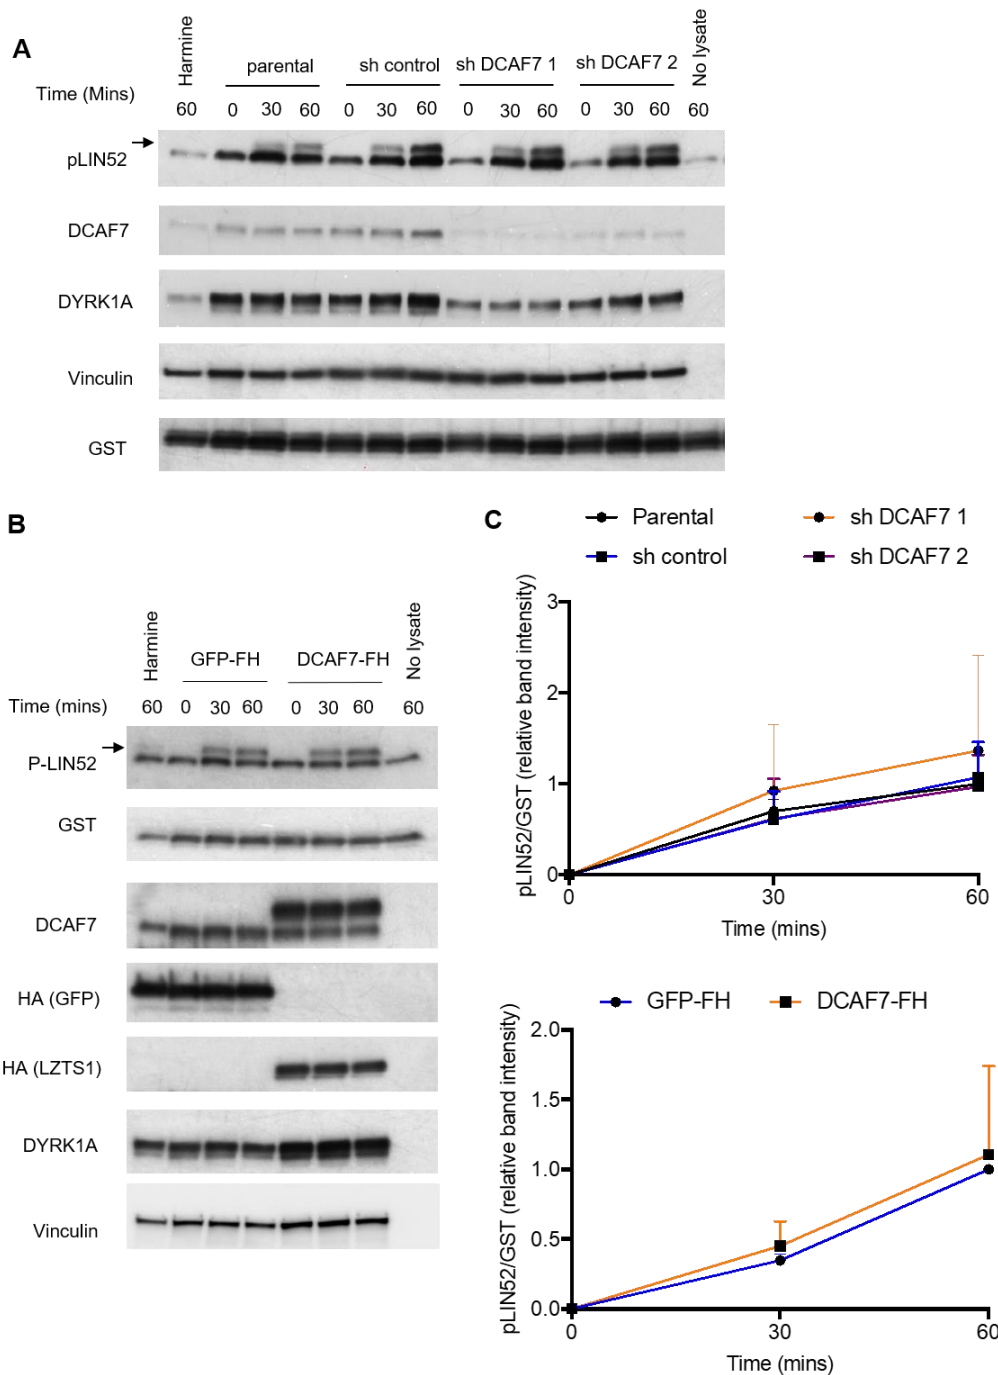 A
Harmine
parental
sh control
sh DCAF7 1
sh DCAF7 2
No lysate
Time (Mins)
60 0 30 60 0 30 60 0 30 60 0 30 60 60
pLIN52
DCAF7
DYRK1A
Vinculin
GST
B
Harmine
GFP-FH
DCAF7-FH
No lysate
Time (mins)
60 0 30 60 0 30 60 60
P-LIN52
GST
DCAF7
HA (GFP)
HA (LZTS1)
DYRK1A
Vinculin
C
Parental
sh DCAF7 1
sh control
sh DCAF7 2
pLIN52/GST (relative band intensity)
3
2
1
0
0 30 60
Time (mins)
GFP-FH
DCAF7-FH
pLIN52/GST (relative band intensity)
2.0
1.5
1.0
0.5
0.0
0 30 60
Time (mins)